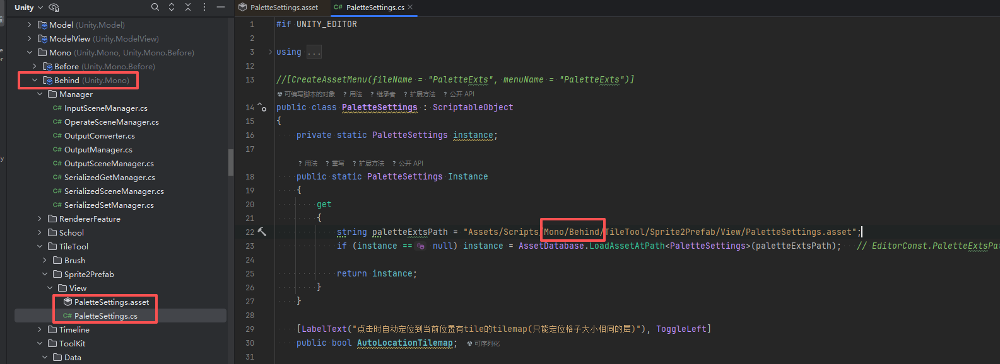 Unity
Model (Unity.Model)
ModelView (Unity.ModelView)
Mono (Unity.Mono, Unity.Mono.Before)
Before (Unity.Mono.Before)
Behind (Unity.Mono)
Manager
C# InputSceneManager.cs
C# OperateSceneManager.cs
C# OutputConverter.cs
C# OutputManager.cs
C# OutputSceneManager.cs
C# SerializedGetManager.cs
C# SerializedSceneManager.cs
C# SerializedSetManager.cs
RendererFeature
School
TileTool
Brush
Sprite2Prefab
View
PaletteSettings.asset
C# PaletteSettings.cs
Timeline
ToolKit
Data
PaletteSettings.asset
C# PaletteSettings.cs
1 #if UNITY_EDITOR
2
3 using ...
12
13 //[CreateAssetMenu(fileName = "PaletteExts", menuName = "PaletteExts")]
可编写脚本的对象 ? 用法 ? 继承者 ? 扩展方法 ? 公开 API
14 public class PaletteSettings : ScriptableObject
15 {
16 private static PaletteSettings instance;
17
? 用法 ? 重写 ? 扩展方法 ? 公开 API
18 public static PaletteSettings Instance
19 {
20 get
21 {
22 string paletteExtsPath = "Assets/Scripts/Mono/Behind/TileTool/Sprite2Prefab/View/PaletteSettings.asset";
23 if (instance == null) instance = AssetDatabase.LoadAssetAtPath<PaletteSettings>(paletteExtsPath); // EditorConst.PaletteExtsPa
24
25 return instance;
26 }
27 }
28
29 [LabelText("点击时自动定位到当前位置有tile的tilemap(只能定位格子大小相同的层)"), ToggleLeft]
30 public bool AutoLocationTilemap; 可序列化
31